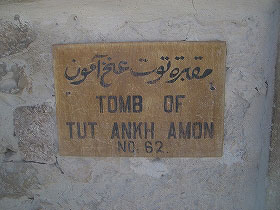 مقبرة توت عنخ آمون
TOMB OF
TUT ANKH AMON
NO. 62.